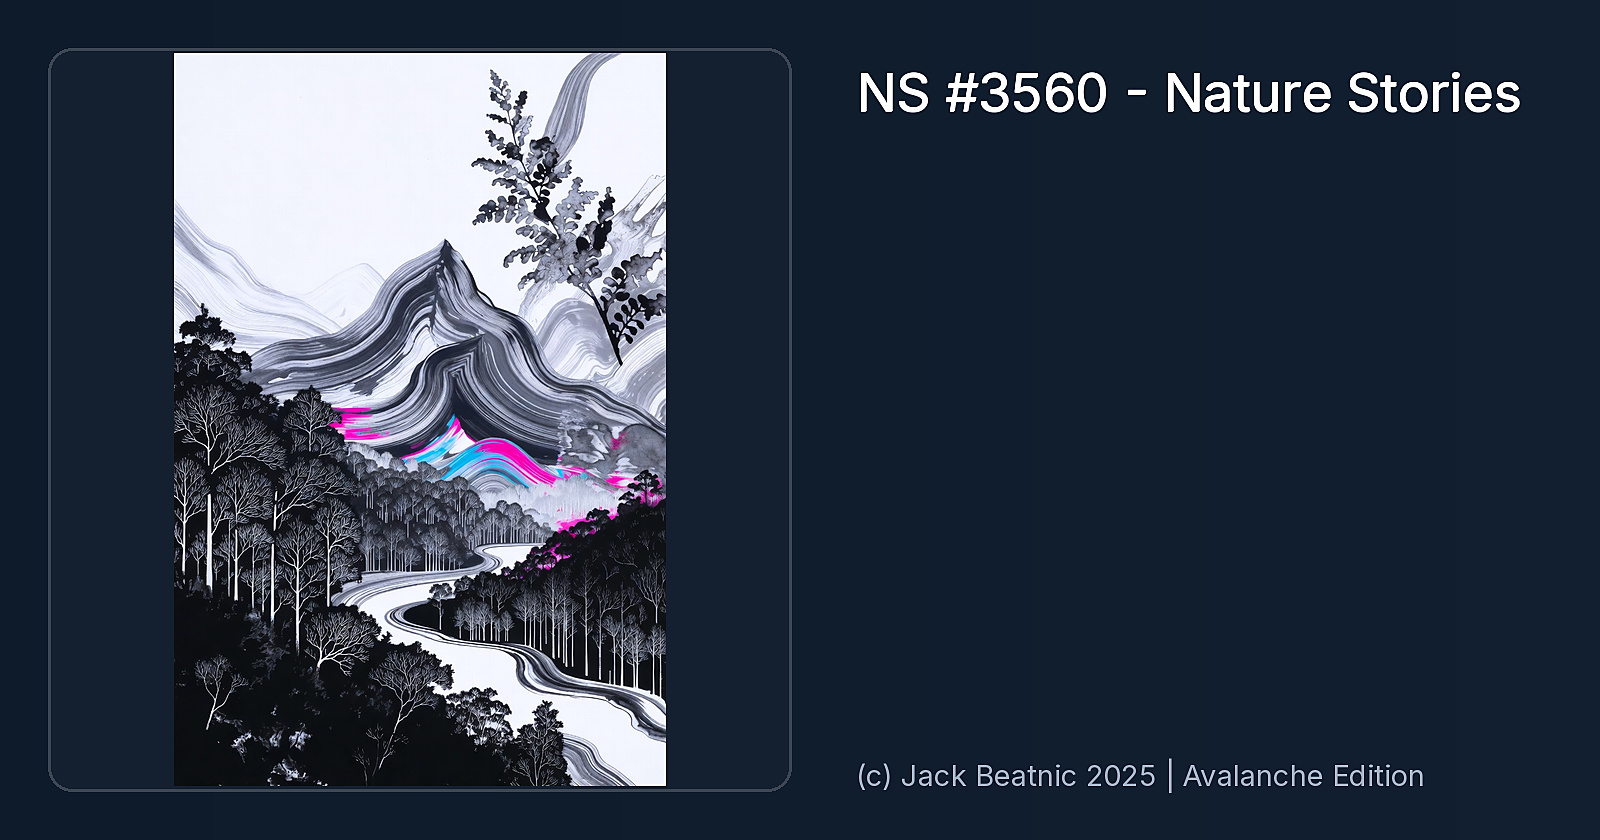 NS #3560 - Nature Stories
(c) Jack Beatnic 2025 | Avalanche Edition